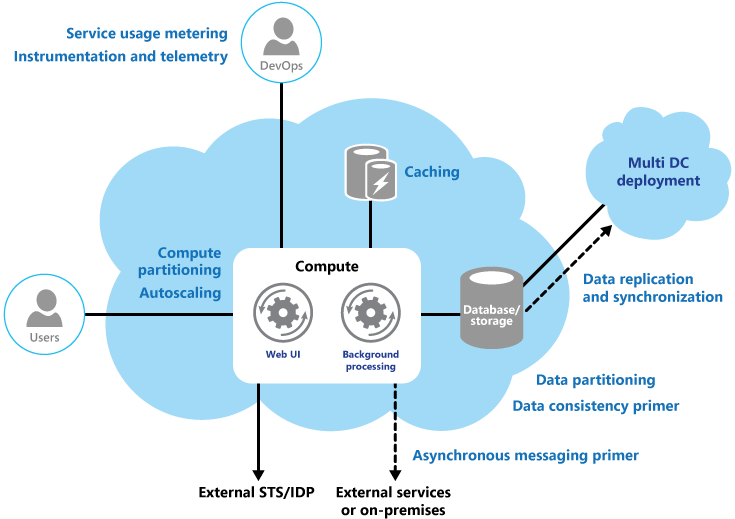 Service usage metering
Instrumentation and telemetry
DevOps
Caching
Multi DC
deployment
Compute
partitioning
Autoscaling
Compute
Web UI
Background
processing
Users
Database/
storage
Data replication
and synchronization
Data partitioning
Data consistency primer
Asynchronous messaging primer
External STS/IDP
External services
or on-premises